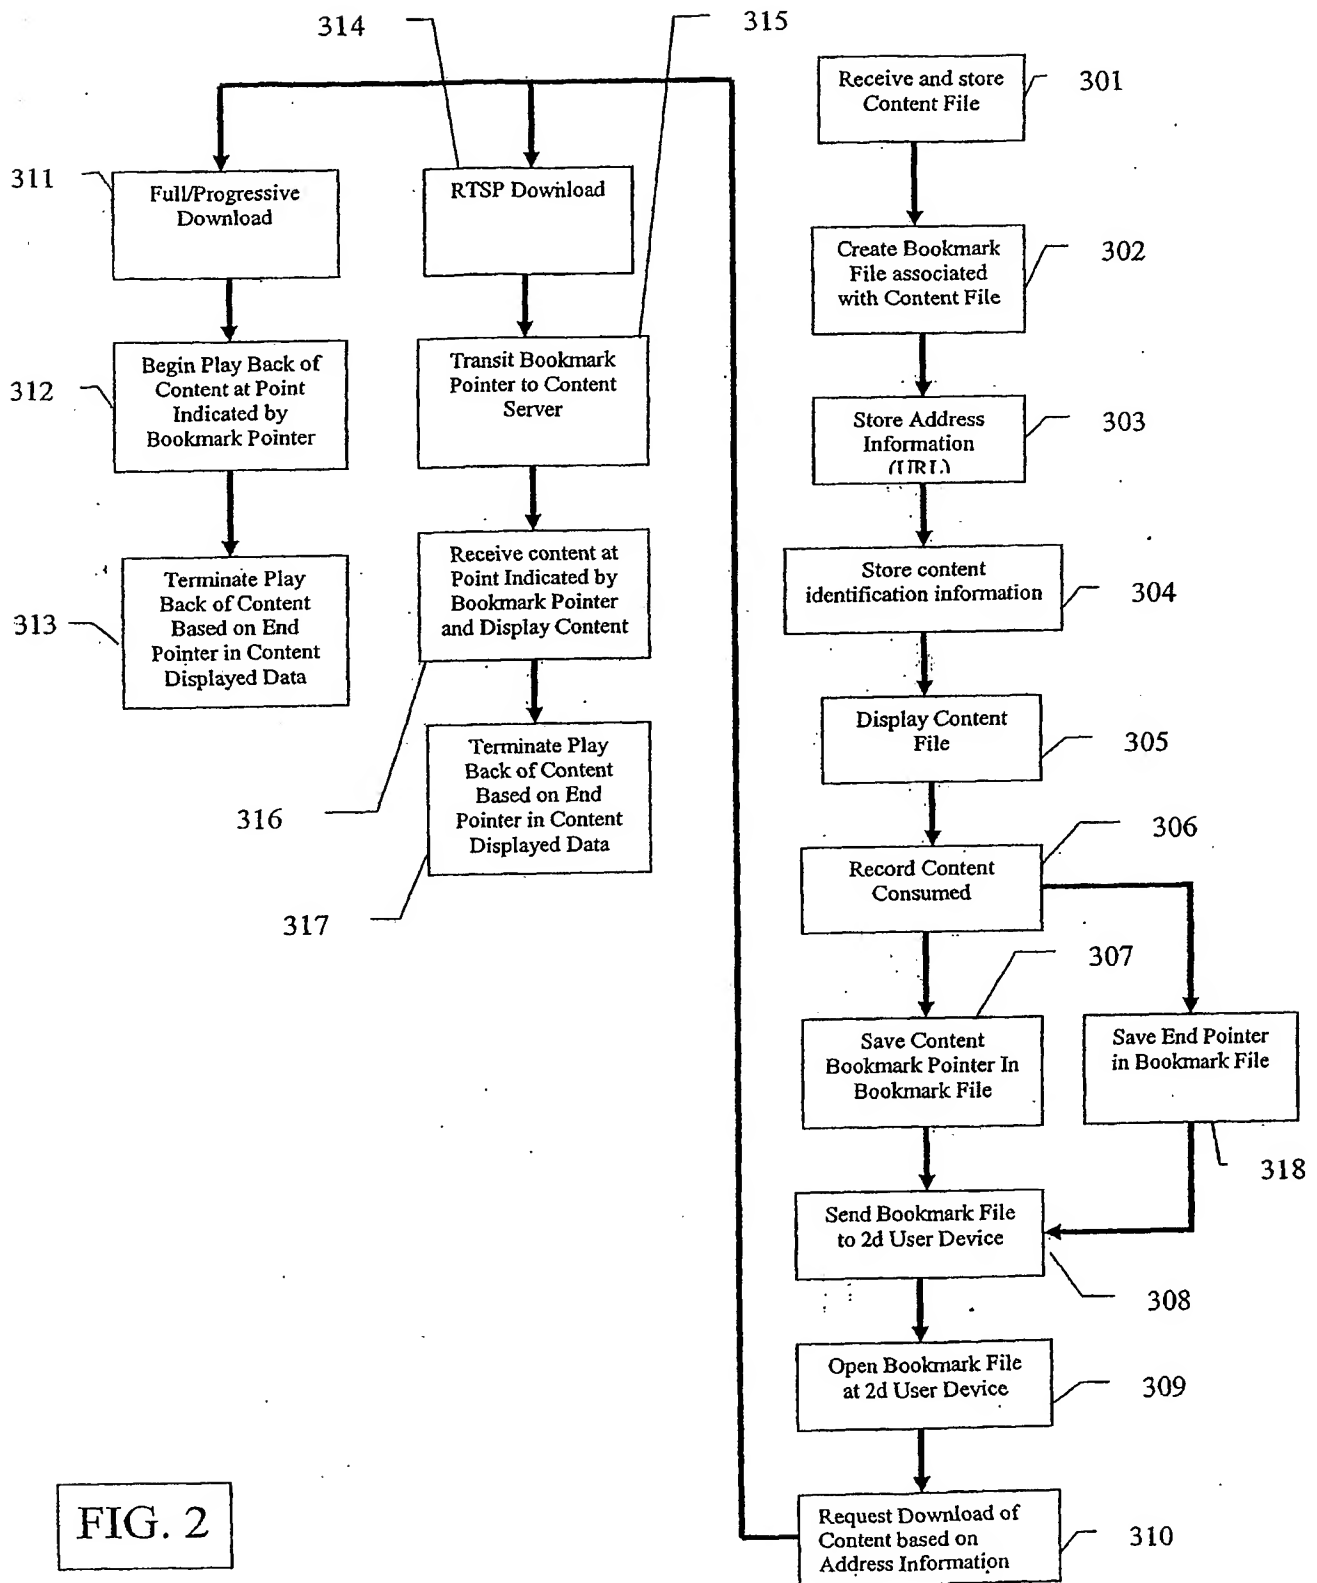 314
315
Receive and store
Content File
301
311
Full/Progressive
Download
RTSP Download
Create Bookmark
File associated
with Content File
302
312
Begin Play Back of
Content at Point
Indicated by
Bookmark Pointer
Transit Bookmark
Pointer to Content
Server
Store Address
Information
(URL)
303
313
Terminate Play
Back of Content
Based on End
Pointer in Content
Displayed Data
Receive content at
Point Indicated by
Bookmark Pointer
and Display Content
Store content
identification information
304
316
Terminate Play
Back of Content
Based on End
Pointer in Content
Displayed Data
317
Display Content
File
305
Record Content
Consumed
306
307
Save Content
Bookmark Pointer In
Bookmark File
Save End Pointer
in Bookmark File
318
Send Bookmark File
to 2d User Device
308
Open Bookmark File
at 2d User Device
309
Request Download of
Content based on
Address Information
310
FIG. 2